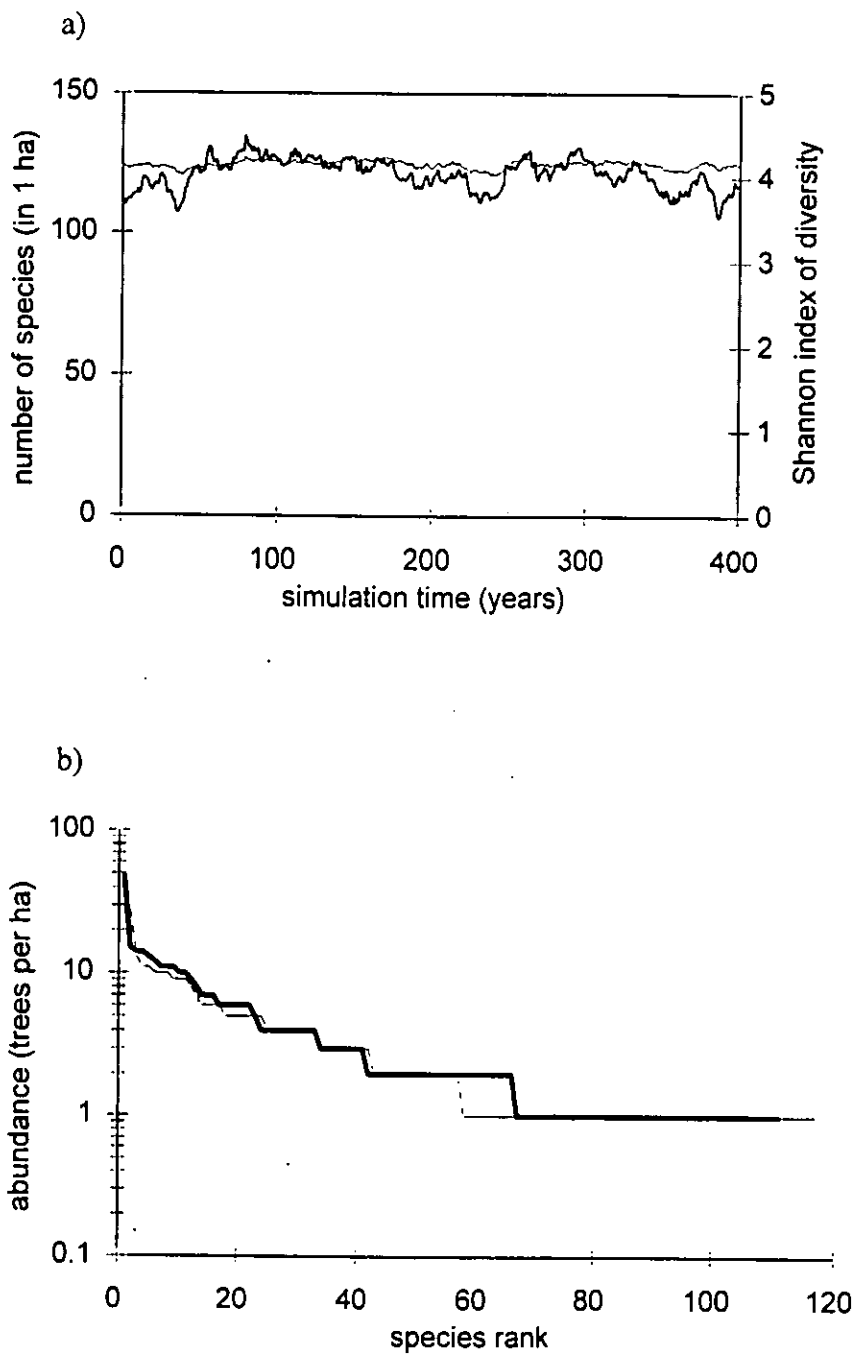 a)
number of species (in 1 ha)
150
100
50
0
5
4
3
2
1
0
Shannon index of diversity
0 100 200 300 400
simulation time (years)
b)
abundance (trees per ha)
100
10
1
0.1
0 20 40 60 80 100 120
species rank